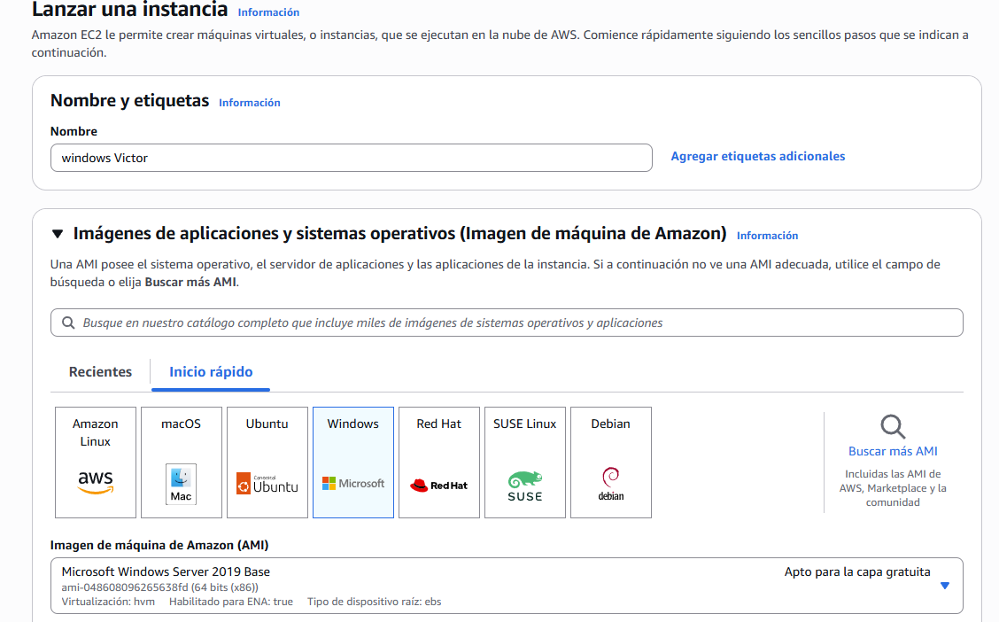 Lanzar una instancia Información
Amazon EC2 le permite crear máquinas virtuales, o instancias, que se ejecutan en la nube de AWS. Comience rápidamente siguiendo los sencillos pasos que se indican a
continuación.
Nombre y etiquetas Información
Nombre
windows Victor
Agregar etiquetas adicionales
Imágenes de aplicaciones y sistemas operativos (Imagen de máquina de Amazon) Información
Una AMI posee el sistema operativo, el servidor de aplicaciones y las aplicaciones de la instancia. Si a continuación no ve una AMI adecuada, utilice el campo de
búsqueda o elija Buscar más AMI.
Busque en nuestro catálogo completo que incluye miles de imágenes de sistemas operativos y aplicaciones
Recientes
Inicio rápido
Amazon
Linux
aws
macOS
Mac
Ubuntu
Canonical
Ubuntu
Windows
Microsoft
Red Hat
Red Hat
SUSE Linux
SUSE
Debian
debian
Buscar más AMI
Incluidas las AMI de
AWS, Marketplace y la
comunidad
Imagen de máquina de Amazon (AMI)
Microsoft Windows Server 2019 Base
Apto para la capa gratuita
ami-048608096265638fd (64 bits (x86))
Virtualización: hvm Habilitado para ENA: true Tipo de dispositivo raíz: ebs